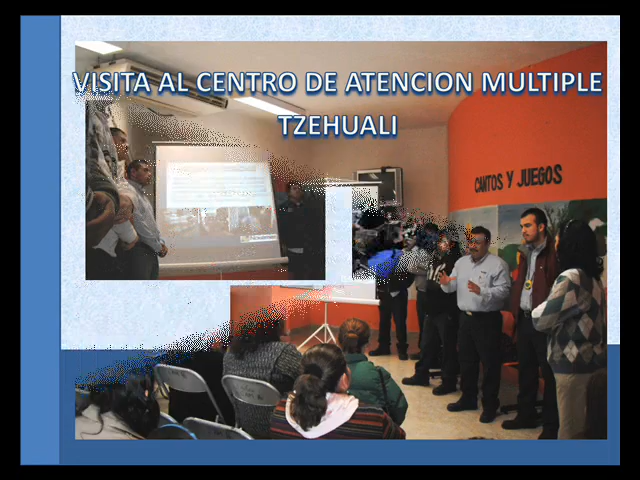 VISITA AL CENTRO DE ATENCION MULTIPLE
TZEHUALI
CANTOS Y JUEGOS